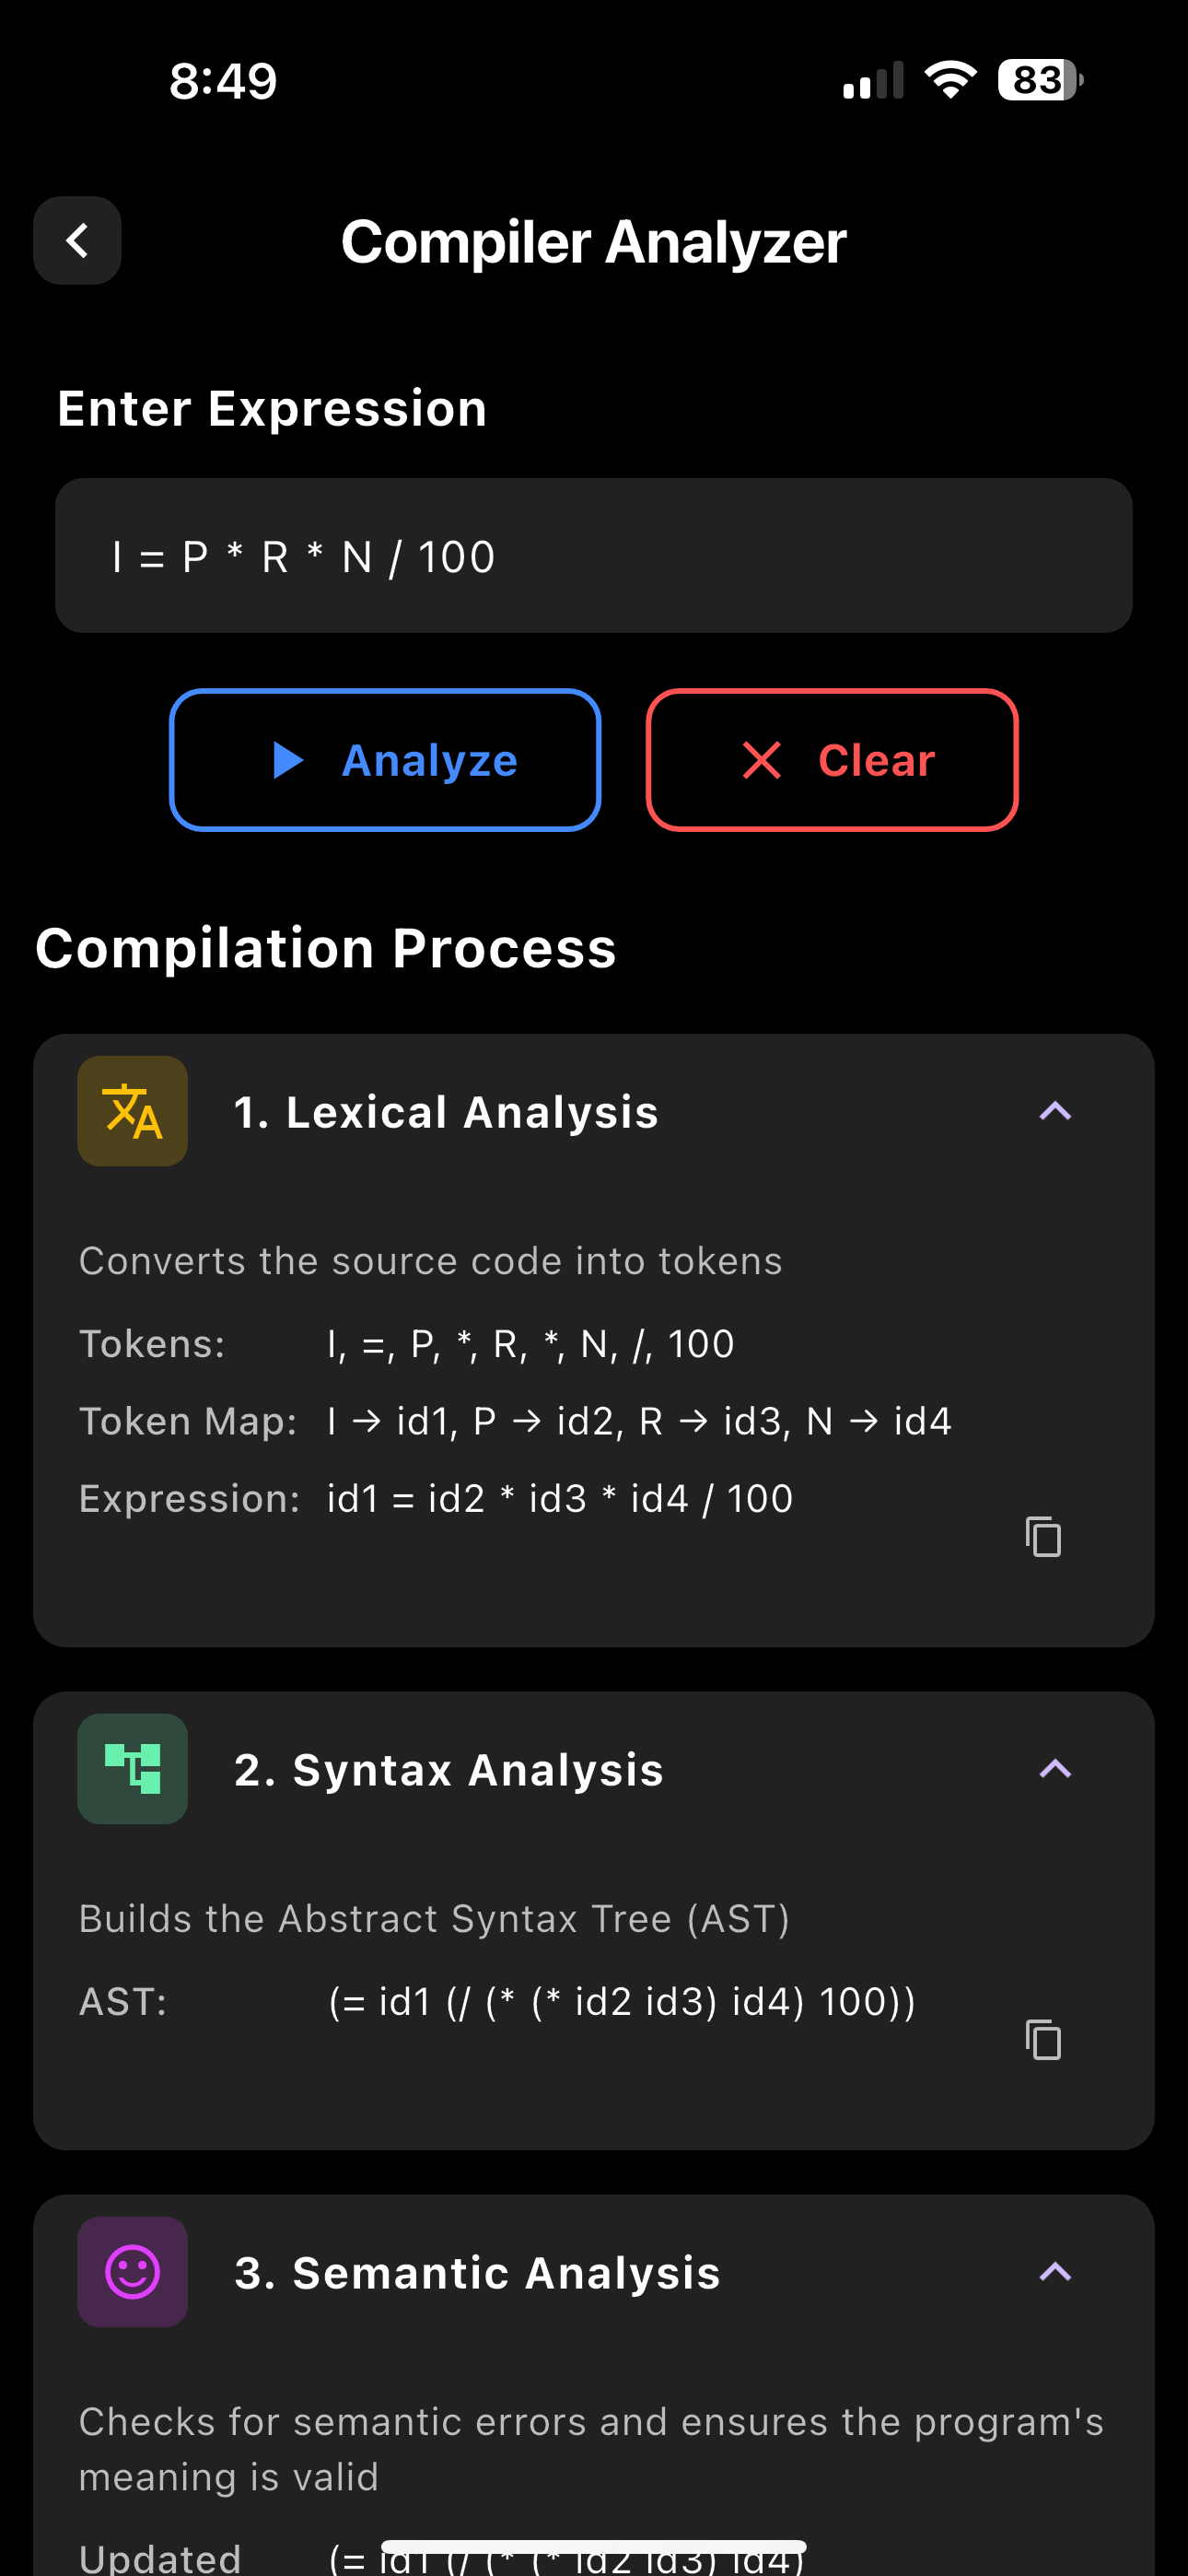 8:49
83
Compiler Analyzer
Enter Expression
I = P * R * N / 100
Analyze
Clear
Compilation Process
1. Lexical Analysis
Converts the source code into tokens
Tokens: I, =, P, *, R, *, N, /, 100
Token Map: I → id1, P → id2, R → id3, N → id4
Expression: id1 = id2 * id3 * id4 / 100
2. Syntax Analysis
Builds the Abstract Syntax Tree (AST)
AST: (= id1 (/ (* (* id2 id3) id4) 100))
3. Semantic Analysis
Checks for semantic errors and ensures the program's
meaning is valid
Updated (= id1 (/ (* (* id2 id3) id4)